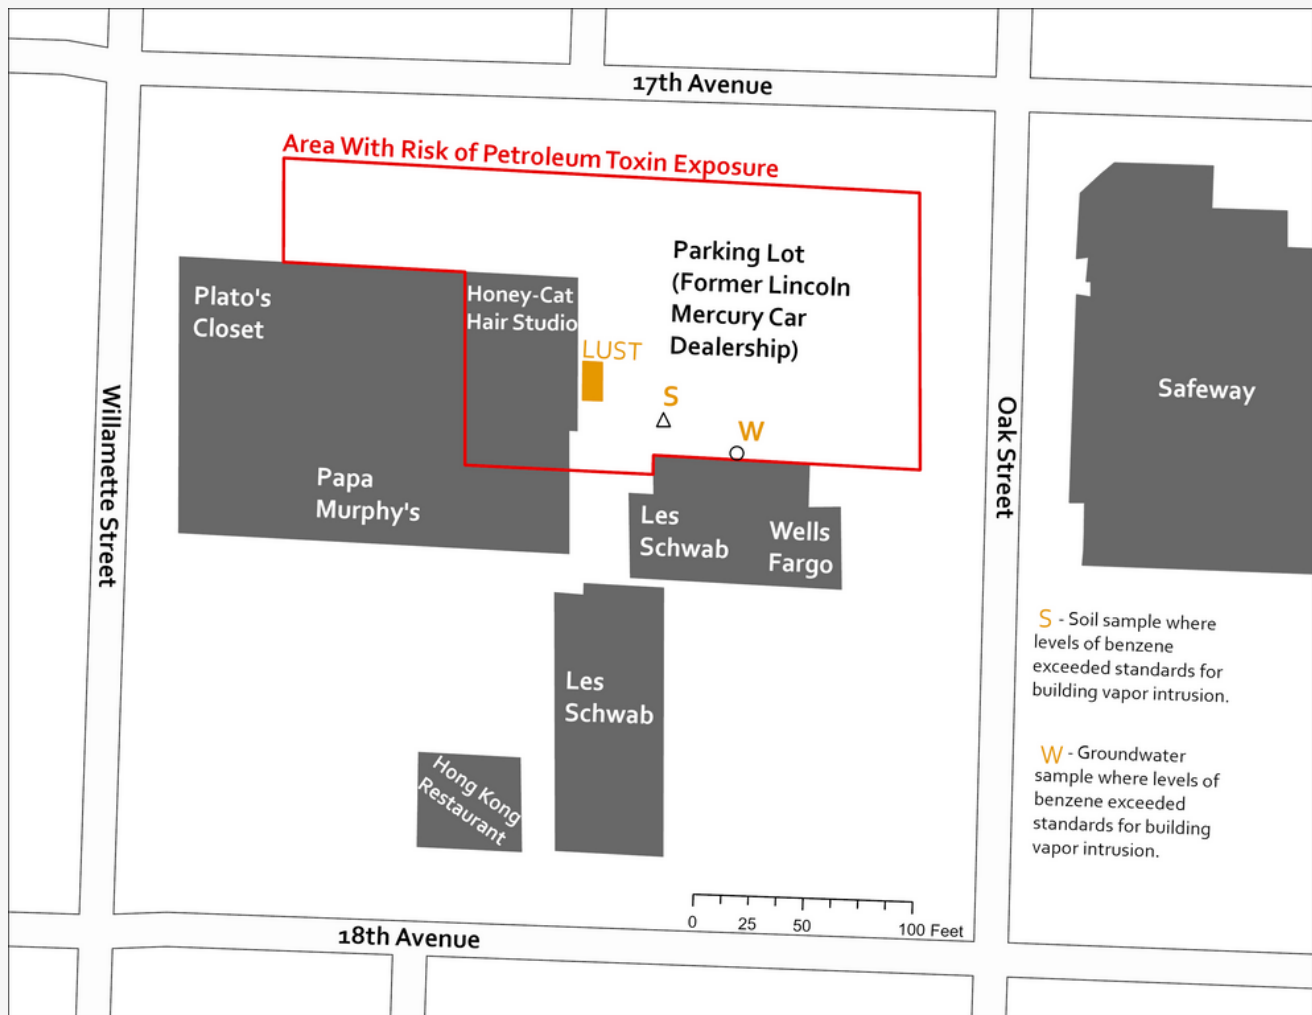 17th Avenue
Area With Risk of Petroleum Toxin Exposure
Parking Lot
(Former Lincoln
Mercury Car
Dealership)
Plato's
Closet
Honey-Cat
Hair Studio
LUST
S
W
Willamette Street
Oak Street
Safeway
Papa
Murphy's
Les
Schwab
Wells
Fargo
Les
Schwab
Hong Kong
Restaurant
S - Soil sample where
levels of benzene
exceeded standards for
building vapor intrusion.
W - Groundwater
sample where levels of
benzene exceeded
standards for building
vapor intrusion.
0 25 50 100 Feet
18th Avenue